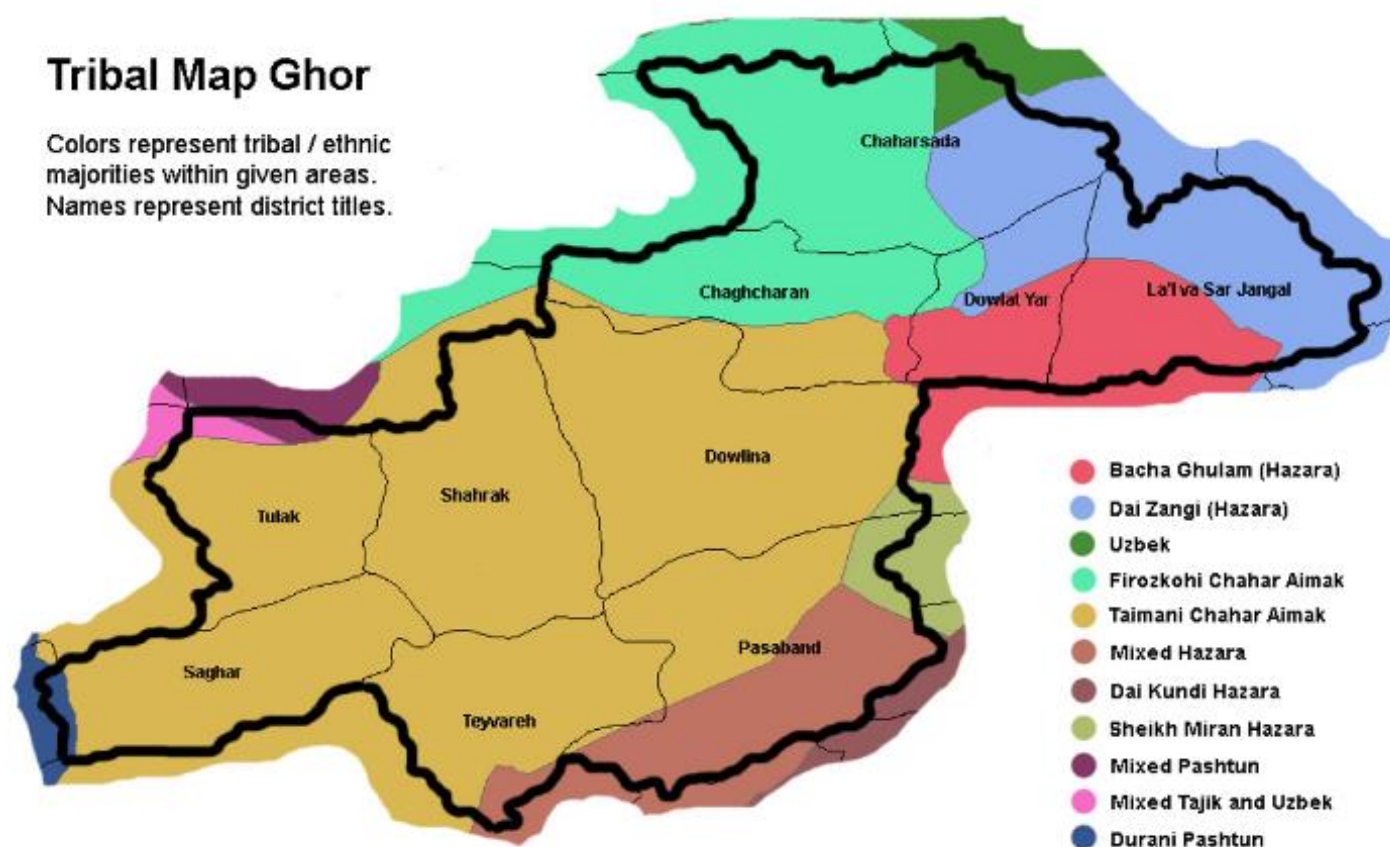 Tribal Map Ghor
Colors represent tribal / ethnic
majorities within given areas.
Names represent district titles.
Chaharsada
Chaghcharan
Dowlat Yar
La'l va Sar Jangal
Dowlina
Shahrak
Tulak
Pasaband
Saghar
Teyvareh
Bacha Ghulam (Hazara)
Dai Zangi (Hazara)
Uzbek
Firozkohi Chahar Aimak
Taimani Chahar Aimak
Mixed Hazara
Dai Kundi Hazara
Sheikh Miran Hazara
Mixed Pashtun
Mixed Tajik and Uzbek
Durani Pashtun